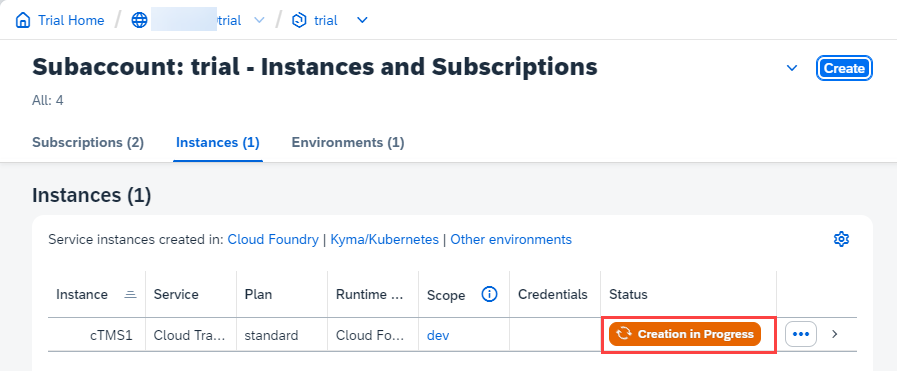 Trial Home / trial / trial
Subaccount: trial - Instances and Subscriptions
Create
All: 4
Subscriptions (2) Instances (1) Environments (1)
Instances (1)
Service instances created in: Cloud Foundry | Kyma/Kubernetes | Other environments
Instance Service Plan Runtime ... Scope Credentials Status
cTMS1 Cloud Tra... standard Cloud Fo... dev Creation in Progress